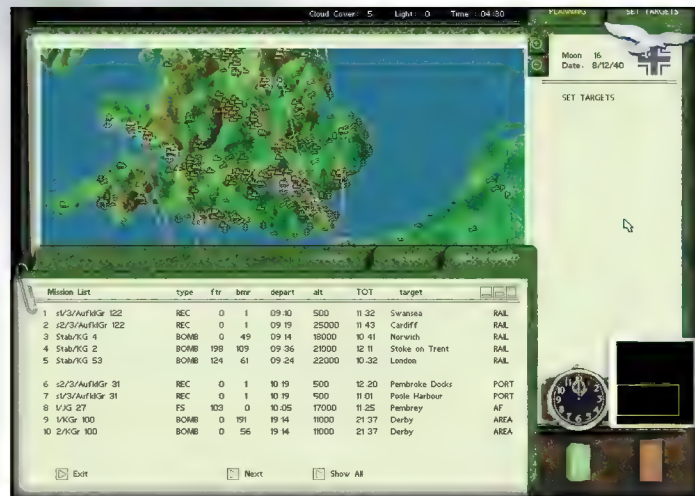 Cloud Cover: 5 Light: 0 Time : 04:30
PLANNING SET TARGETS
Moon 16
Date: 8/12/40
SET TARGETS
Mission List type ftr bmr depart alt TOT target
1 s1/3/AufklGr 122 REC 0 1 09:10 500 11 32 Swansea RAIL
2 s2/3/AufklGr 122 REC 0 1 09 19 25000 11 43 Cardiff RAIL
3 Stab/KG 4 BOMB 0 49 09 14 18000 10 41 Norwich RAIL
4 Stab/KG 2 BOMB 198 109 09 36 21000 12 11 Stoke on Trent RAIL
5 Stab/KG 53 BOMB 124 61 09 24 22000 10 32 London RAIL
6 s2/3/AufklGr 31 REC 0 1 10 19 500 12 20 Pembroke Docks PORT
7 s1/3/AufklGr 31 REC 0 1 10 19 500 11 01 Poole Harbour PORT
8 I/JG 27 FS 103 0 10:05 17000 11 25 Pembrey AF
9 1/KGr 100 BOMB 0 191 19 14 11000 21 37 Derby AREA
10 2/KGr 100 BOMB 0 56 19 14 11000 21 37 Derby AREA
Exit Next Show All